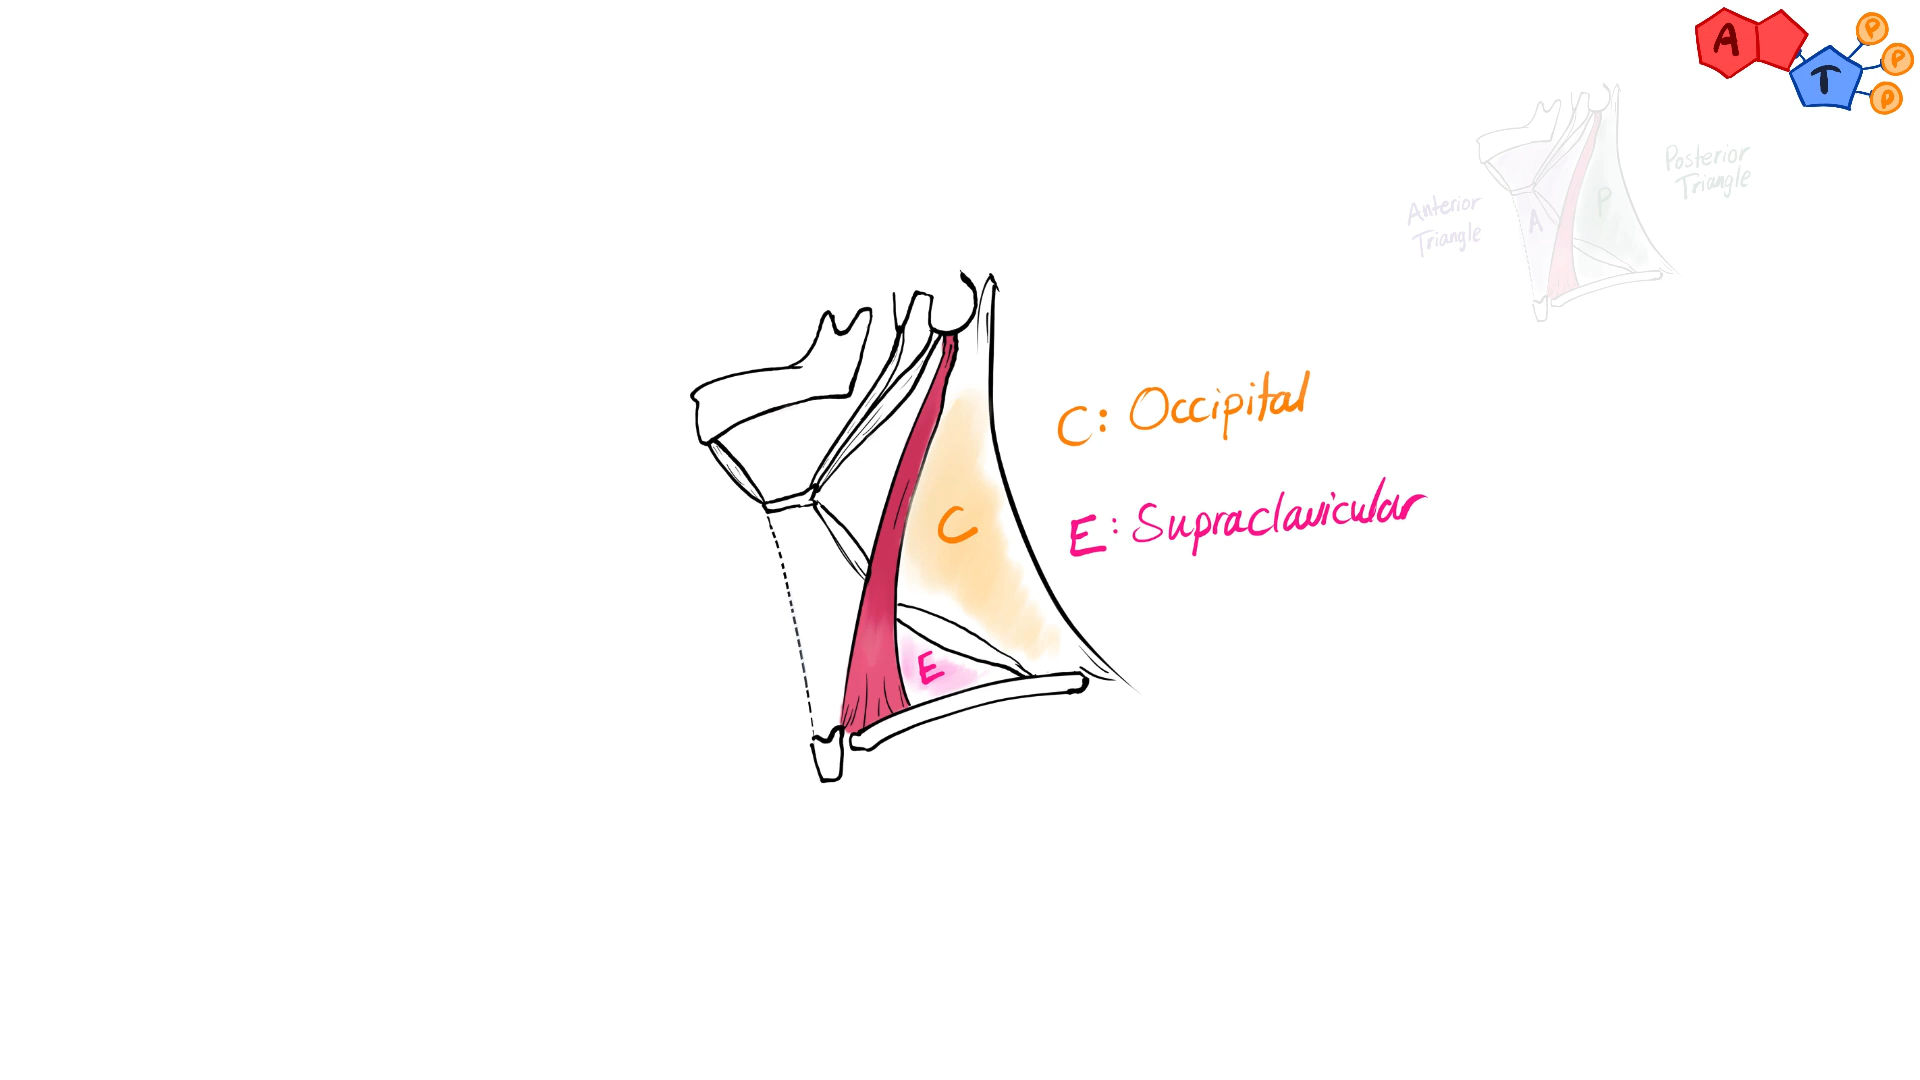 A
T
P
P
P
Posterior
Triangle
Anterior
Triangle
A
P
C: Occipital
E: Supraclavicular
C
E